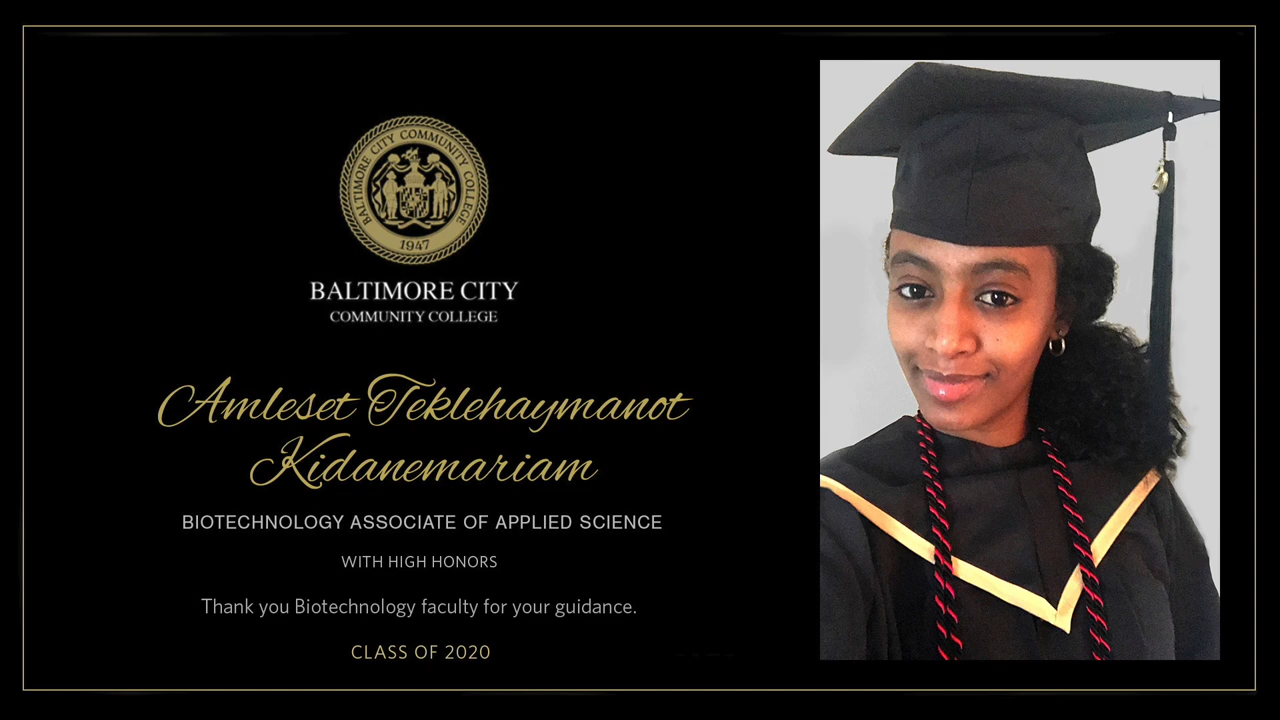 BALTIMORE CITY COMMUNITY COLLEGE
1947
BALTIMORE CITY
COMMUNITY COLLEGE
Amleset Teklehaymanot
Kidanemariam
BIOTECHNOLOGY ASSOCIATE OF APPLIED SCIENCE
WITH HIGH HONORS
Thank you Biotechnology faculty for your guidance.
CLASS OF 2020